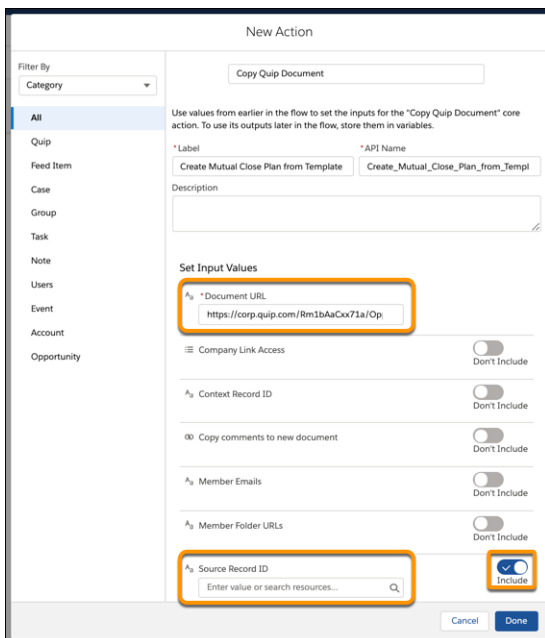 New Action
Filter By
Category
All
Quip
Feed Item
Case
Group
Task
Note
Users
Event
Account
Opportunity
Copy Quip Document
Use values from earlier in the flow to set the inputs for the "Copy Quip Document" core
action. To use its outputs later in the flow, store them in variables.
* Label
* API Name
Create Mutual Close Plan from Template
Create_Mutual_Close_Plan_from_Templ
Description
Set Input Values
Aa * Document URL
https://corp.quip.com/Rm1bAaCxx71a/Op
Company Link Access
Don't Include
Aa Context Record ID
Don't Include
Copy comments to new document
Don't Include
Aa Member Emails
Don't Include
Aa Member Folder URLs
Don't Include
Aa Source Record ID
Include
Enter value or search resources...
Cancel
Done